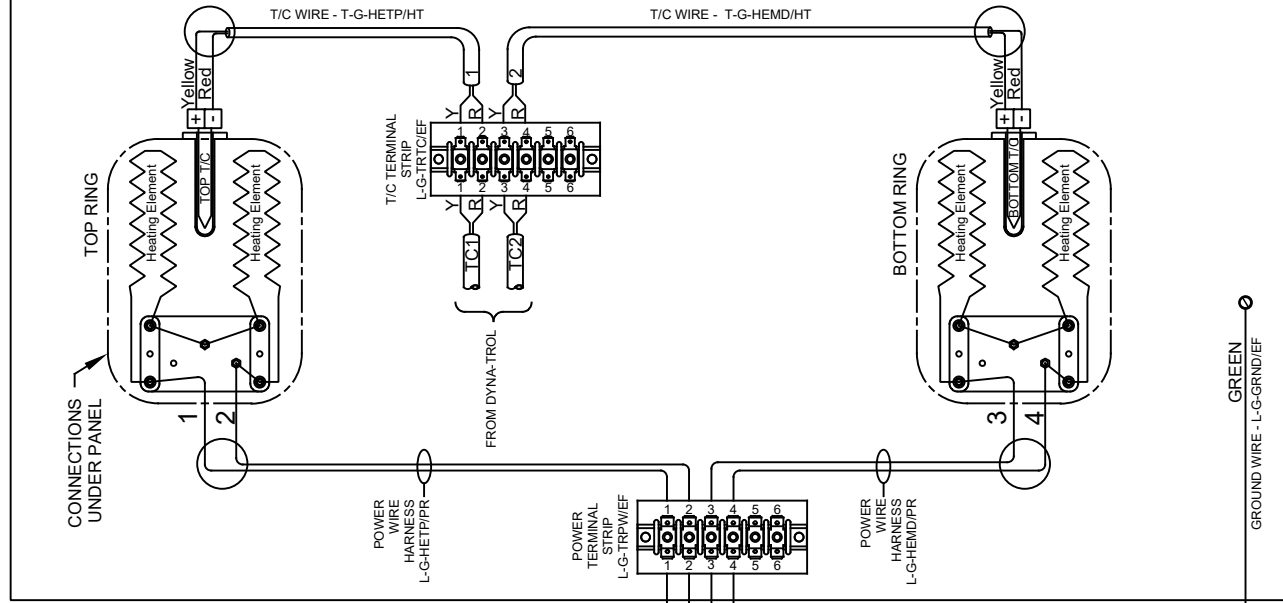 T/C WIRE - T-G-HETP/HT
T/C WIRE - T-G-HEMD/HT
Yellow
Red
+
-
1
2
Yellow
Red
+
-
Y
R
Y
R
1 2 3 4 5 6
T/C TERMINAL
STRIP
L-G-TRTC/EF
1 2 3 4 5 6
Y
R
Y
R
TC1
TC2
FROM DYNA-TROL
TOP RING
Heating Element
TOP T/C
Heating Element
BOTTOM RING
Heating Element
BOTTOM T/C
Heating Element
CONNECTIONS
UNDER PANEL
1
2
3
4
POWER
WIRE
HARNESS
L-G-HETP/PR
POWER
TERMINAL
STRIP
L-G-TRPW/EF
1 2 3 4 5 6
1 2 3 4 5 6
POWER
WIRE
HARNESS
L-G-HEMD/PR
GREEN
GROUND WIRE - L-G-GRND/EF